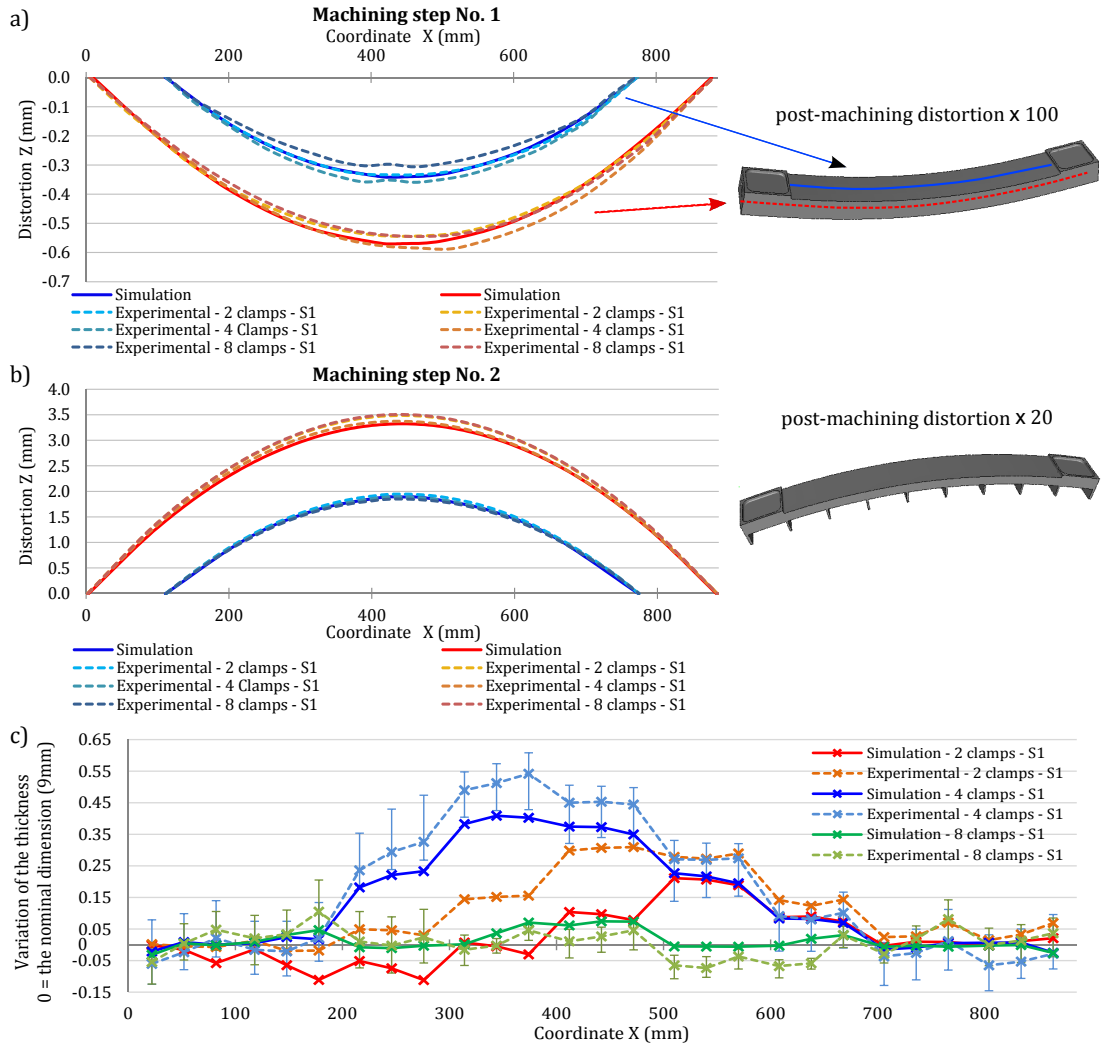 a)
Machining step No. 1
Coordinate X (mm)
0 200 400 600 800
0.0
-0.1
-0.2
-0.3
-0.4
-0.5
-0.6
-0.7
Distortion Z (mm)
post-machining distortion x 100
Simulation
Experimental - 2 clamps - S1
Experimental - 4 Clamps - S1
Experimental - 8 clamps - S1
Simulation
Experimental - 2 clamps - S1
Exeprimental - 4 clamps - S1
Experimental - 8 clamps - S1
b)
Machining step No. 2
4.0
3.5
3.0
2.5
2.0
1.5
1.0
0.5
0.0
Distortion Z (mm)
0 200 400 600 800
Coordinate X (mm)
post-machining distortion x 20
Simulation
Experimental - 2 clamps - S1
Experimental - 4 Clamps - S1
Experimental - 8 clamps - S1
Simulation
Experimental - 2 clamps - S1
Exeprimental - 4 clamps - S1
Experimental - 8 clamps - S1
c)
0.65
0.55
0.45
0.35
0.25
0.15
0.05
-0.05
-0.15
Variation of the thickness
0 = the nominal dimension (9mm)
0 100 200 300 400 500 600 700 800
Coordinate X (mm)
Simulation - 2 clamps - S1
Experimental - 2 clamps - S1
Simulation - 4 clamps - S1
Experimental - 4 clamps - S1
Simulation - 8 clamps - S1
Experimental - 8 clamps - S1